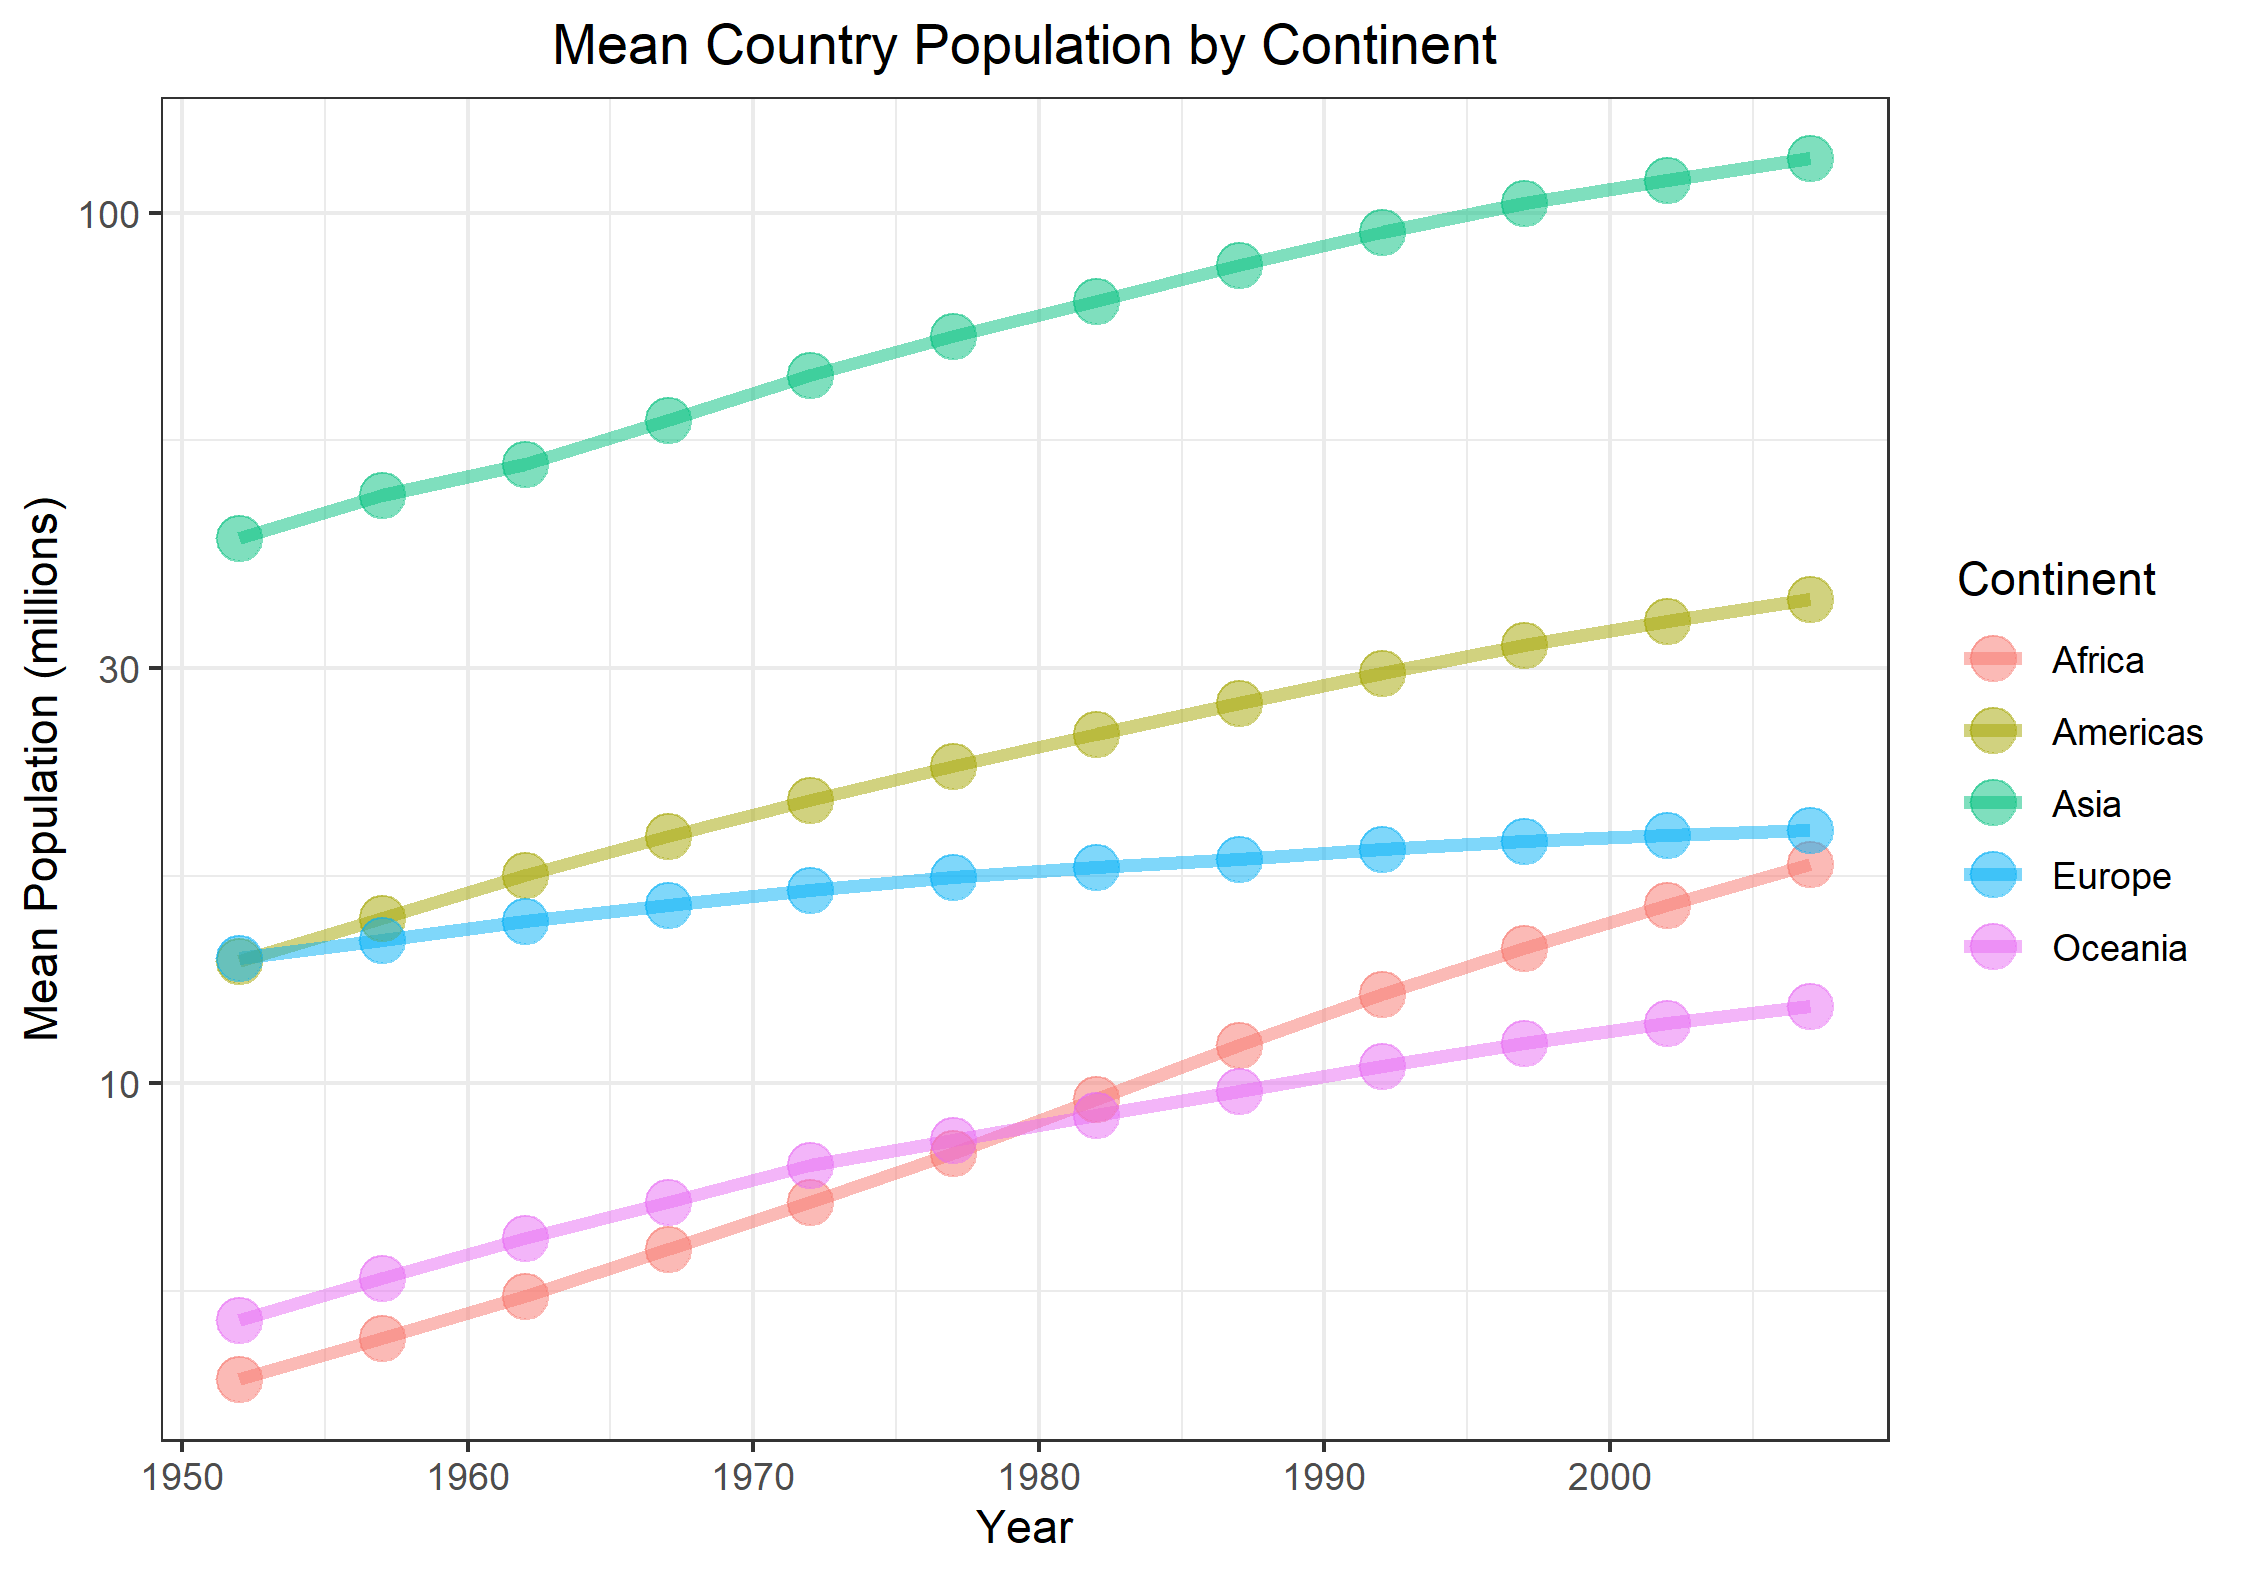 Mean Country Population by Continent
Mean Population (millions)
100
30
10
1950
1960
1970
1980
1990
2000
Year
Continent
Africa
Americas
Asia
Europe
Oceania